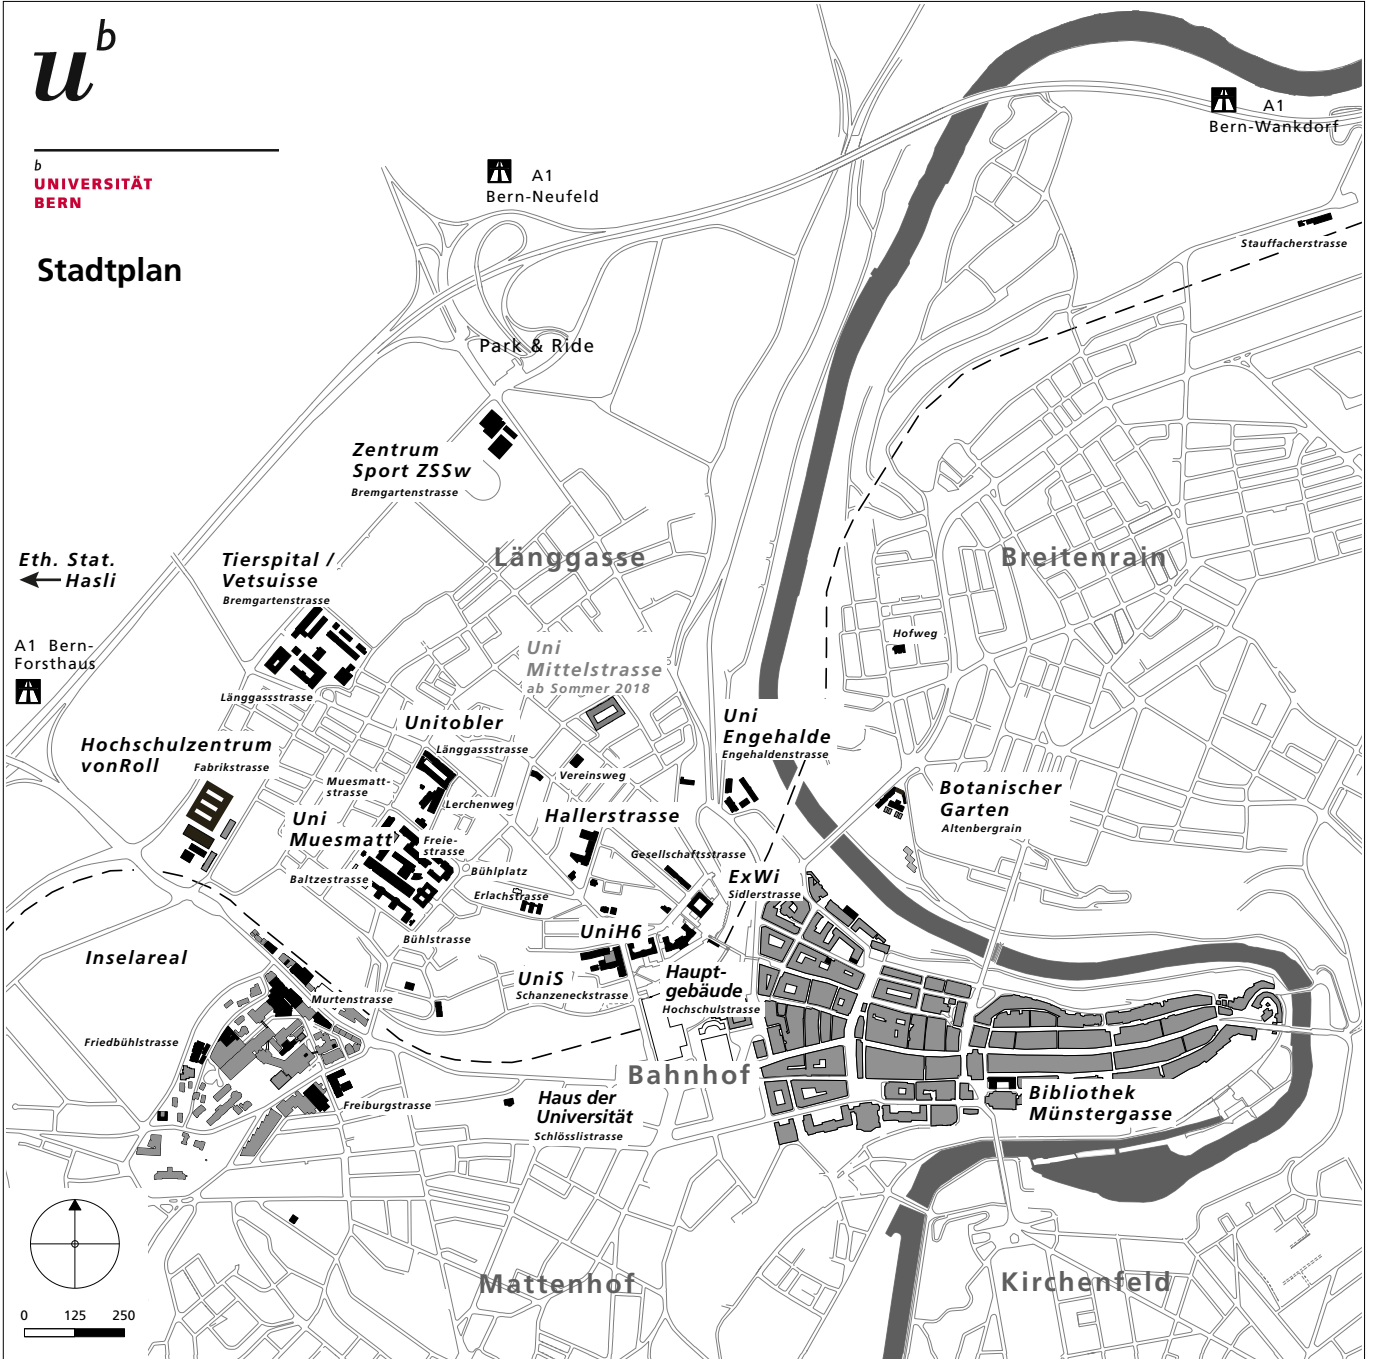 u b
b
UNIVERSITÄT
BERN
Stadtplan
A1
Bern-Neufeld
A1
Bern-Wankdorf
Stauffacherstrasse
Park & Ride
Zentrum
Sport ZSSw
Bremgartenstrasse
Länggasse
Breitenrain
Eth. Stat.
Hasli
Tierspital /
Vetsuisse
Bremgartenstrasse
A1 Bern-
Forsthaus
Länggassstrasse
Uni
Mittelstrasse
ab Sommer 2018
Hofweg
Unitobler
Länggassstrasse
Uni
Engehalde
Engehaldenstrasse
Hochschulzentrum
vonRoll
Fabrikstrasse
Muesmatt-
strasse
Vereinsweg
Lerchenweg
Botanischer
Garten
Altenbergrain
Uni
Muesmatt
Freie-
strasse
Hallerstrasse
Gesellschaftsstrasse
Baltzestrasse
Bühlplatz
Erlachstrasse
ExWi
Sidlerstrasse
Bühlstrasse
UniH6
Inselareal
UniS
Schanzeneckstrasse
Haupt-
gebäude
Hochschulstrasse
Murtenstrasse
Friedbühlstrasse
Bahnhof
Freiburgstrasse
Haus der
Universität
Schlösslistrasse
Bibliothek
Münstergasse
Mattenhof
Kirchenfeld
0 125 250